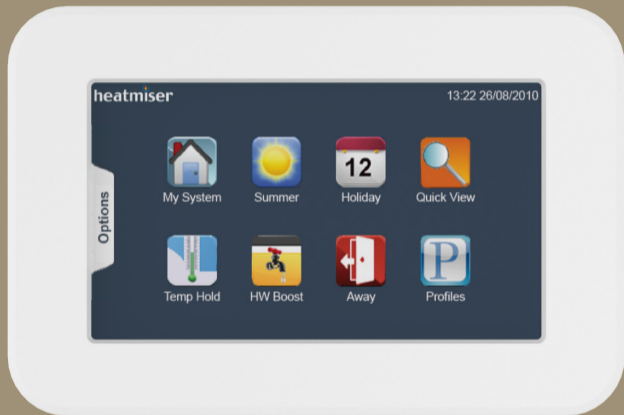 heatmiser
13:22 26/08/2010
Options
12
My System
Summer
Holiday
Quick View
P
Temp Hold
HW Boost
Away
Profiles